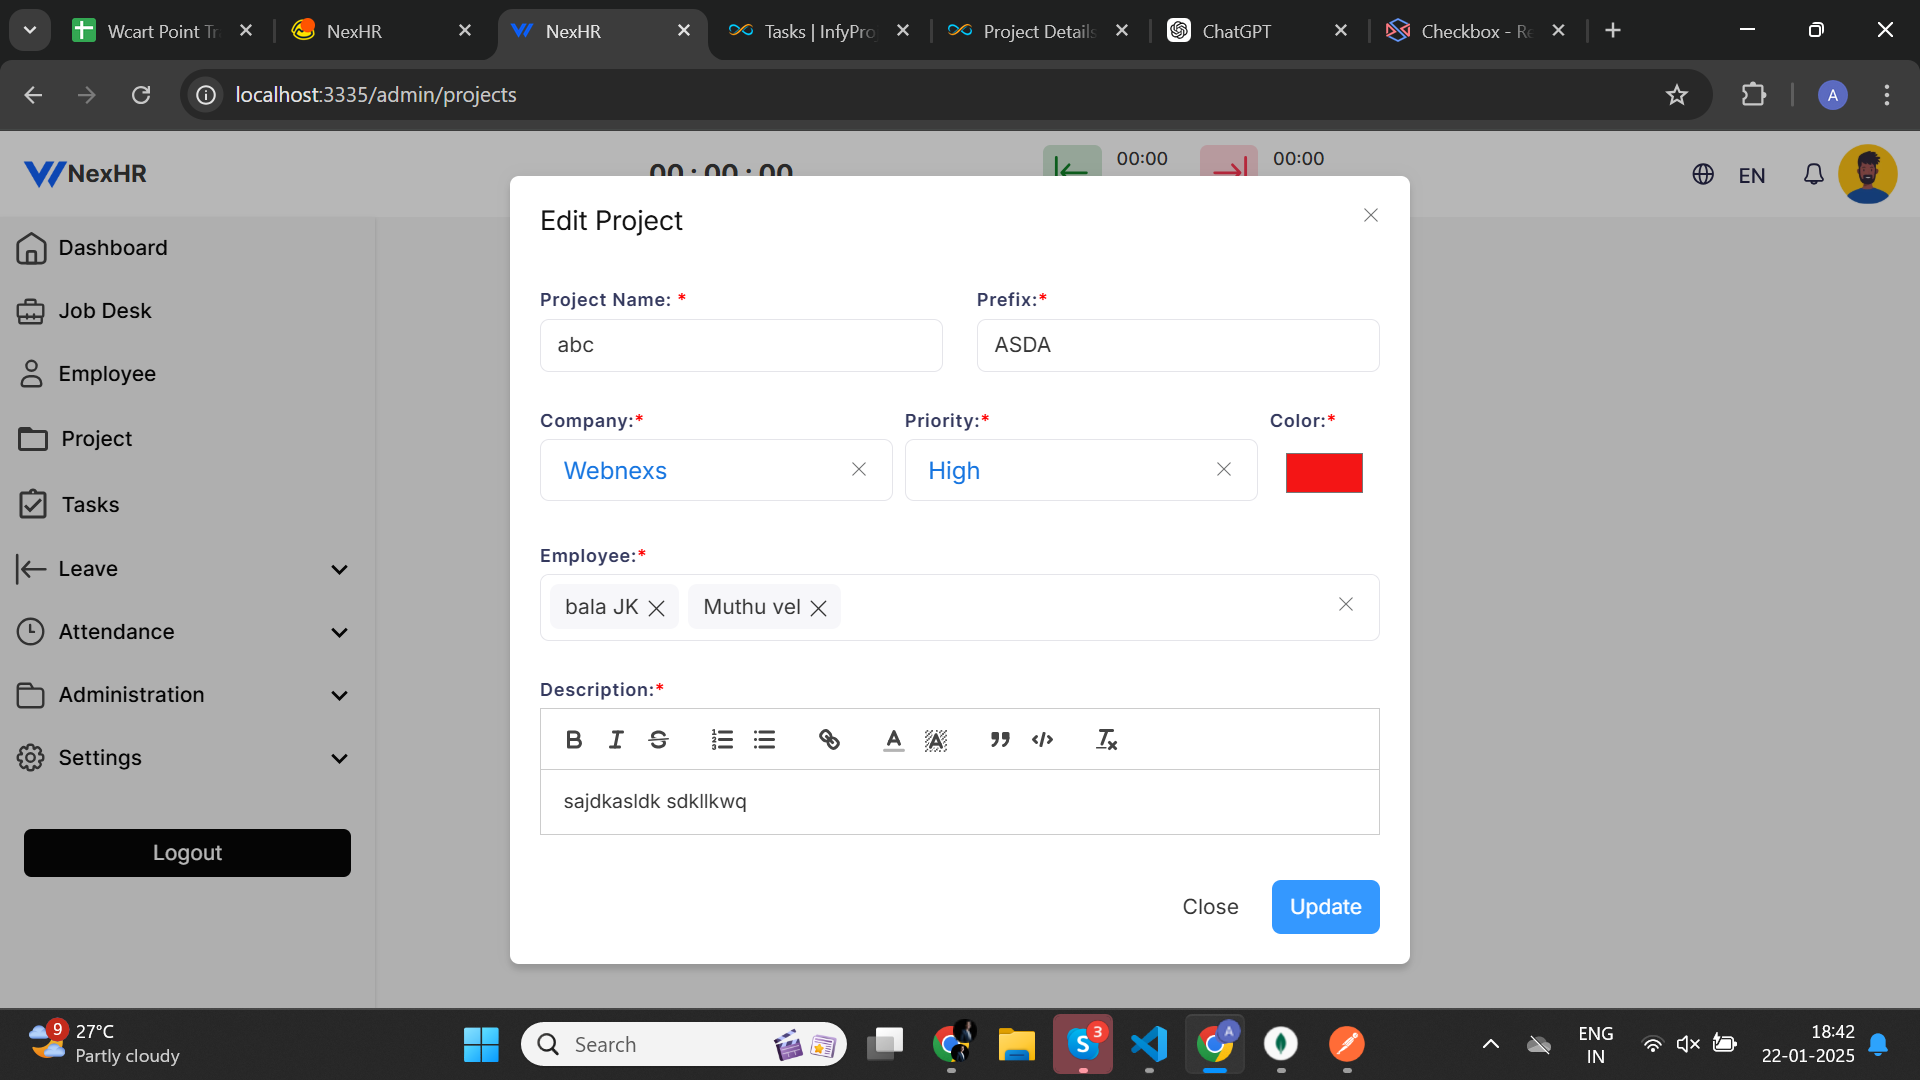 Wcart Point Tr
NexHR
NexHR
Tasks | InfyPro
Project Details
ChatGPT
Checkbox - Re
localhost:3335/admin/projects
A
NexHR
00 : 00 : 00
00:00
00:00
EN
Dashboard
Job Desk
Employee
Project
Tasks
Leave
Attendance
Administration
Settings
Logout
Edit Project
Project Name: *
Prefix:*
abc
ASDA
Company:*
Priority:*
Color:*
Webnexs
High
Employee:*
bala JK
Muthu vel
Description:*
sajdkasldk sdkllkwq
Close
Update
9
27°C
Partly cloudy
Search
3
A
ENG
IN
18:42
22-01-2025